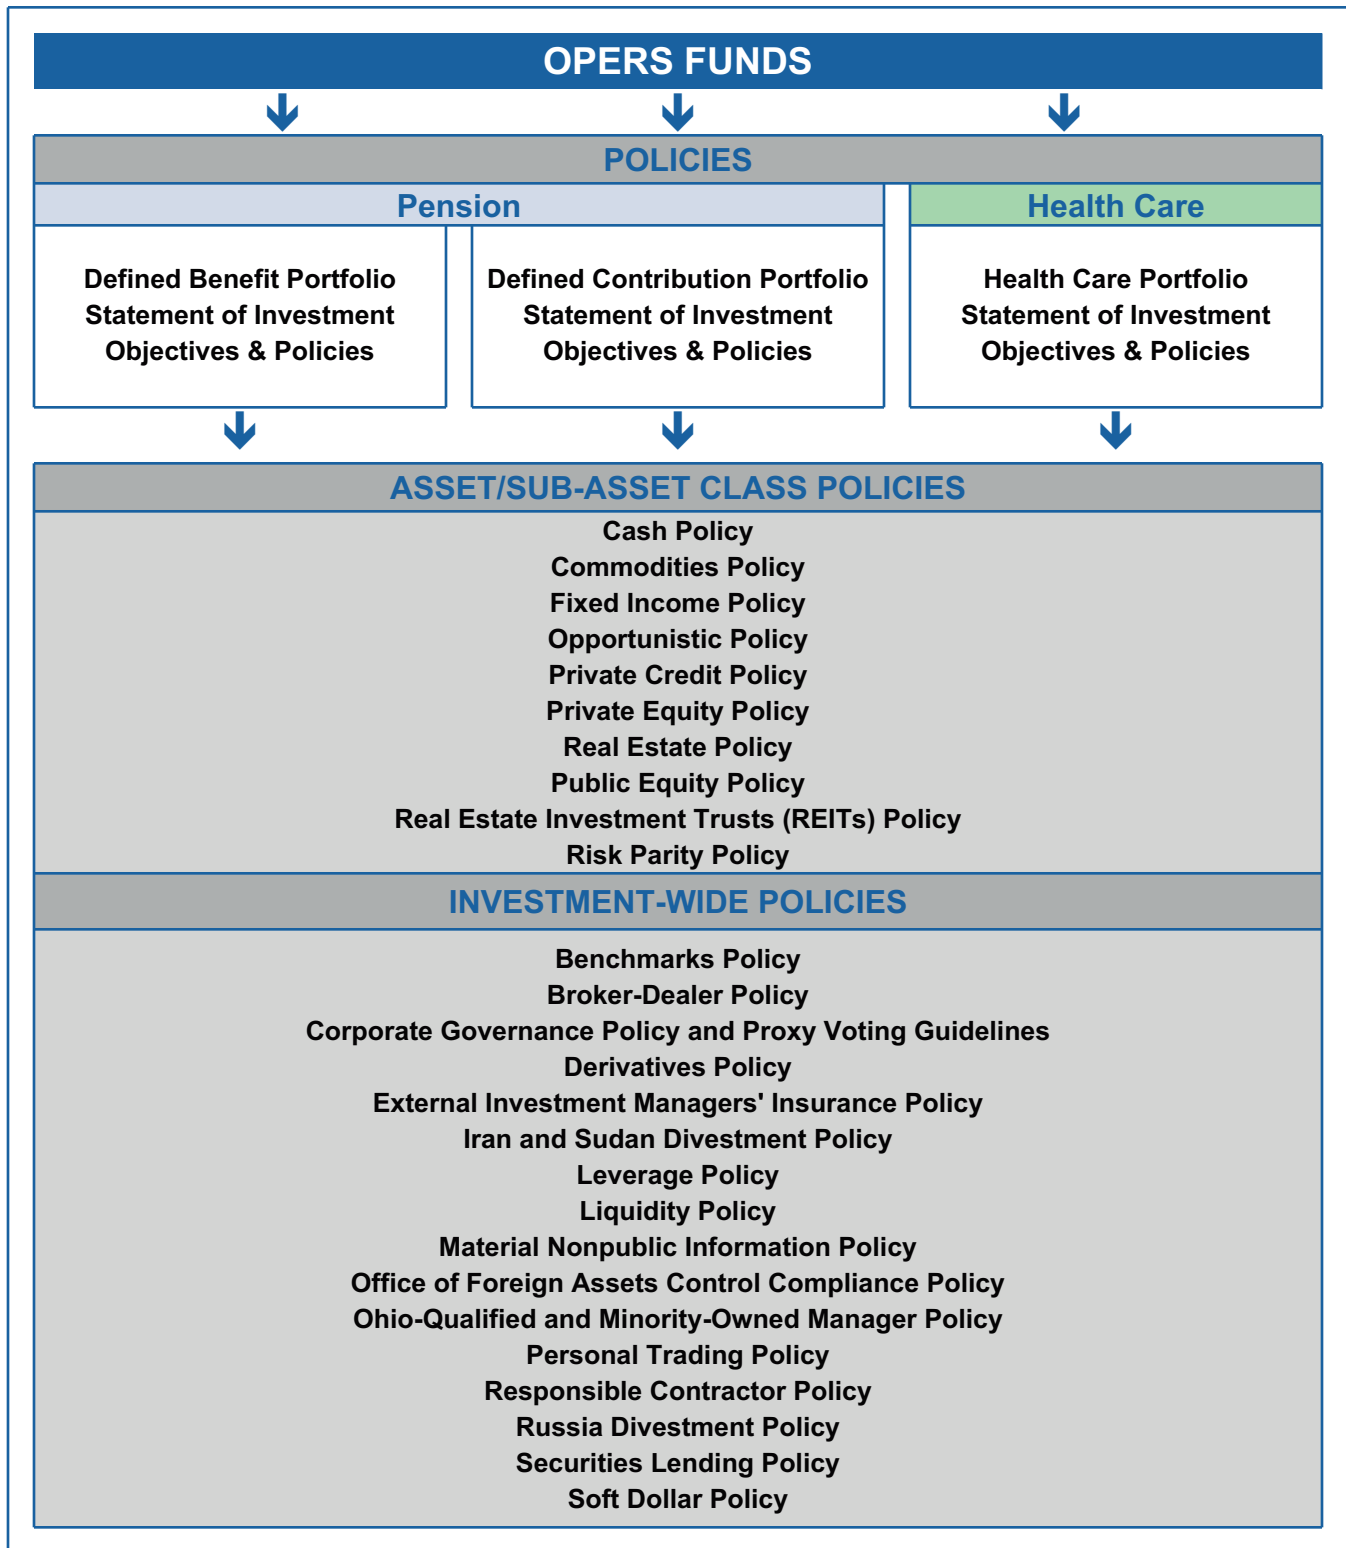 OPERS FUNDS
POLICIES
Pension
Health Care
Defined Benefit Portfolio
Statement of Investment
Objectives & Policies
Defined Contribution Portfolio
Statement of Investment
Objectives & Policies
Health Care Portfolio
Statement of Investment
Objectives & Policies
ASSET/SUB-ASSET CLASS POLICIES
Cash Policy
Commodities Policy
Fixed Income Policy
Opportunistic Policy
Private Credit Policy
Private Equity Policy
Real Estate Policy
Public Equity Policy
Real Estate Investment Trusts (REITs) Policy
Risk Parity Policy
INVESTMENT-WIDE POLICIES
Benchmarks Policy
Broker-Dealer Policy
Corporate Governance Policy and Proxy Voting Guidelines
Derivatives Policy
External Investment Managers' Insurance Policy
Iran and Sudan Divestment Policy
Leverage Policy
Liquidity Policy
Material Nonpublic Information Policy
Office of Foreign Assets Control Compliance Policy
Ohio-Qualified and Minority-Owned Manager Policy
Personal Trading Policy
Responsible Contractor Policy
Russia Divestment Policy
Securities Lending Policy
Soft Dollar Policy